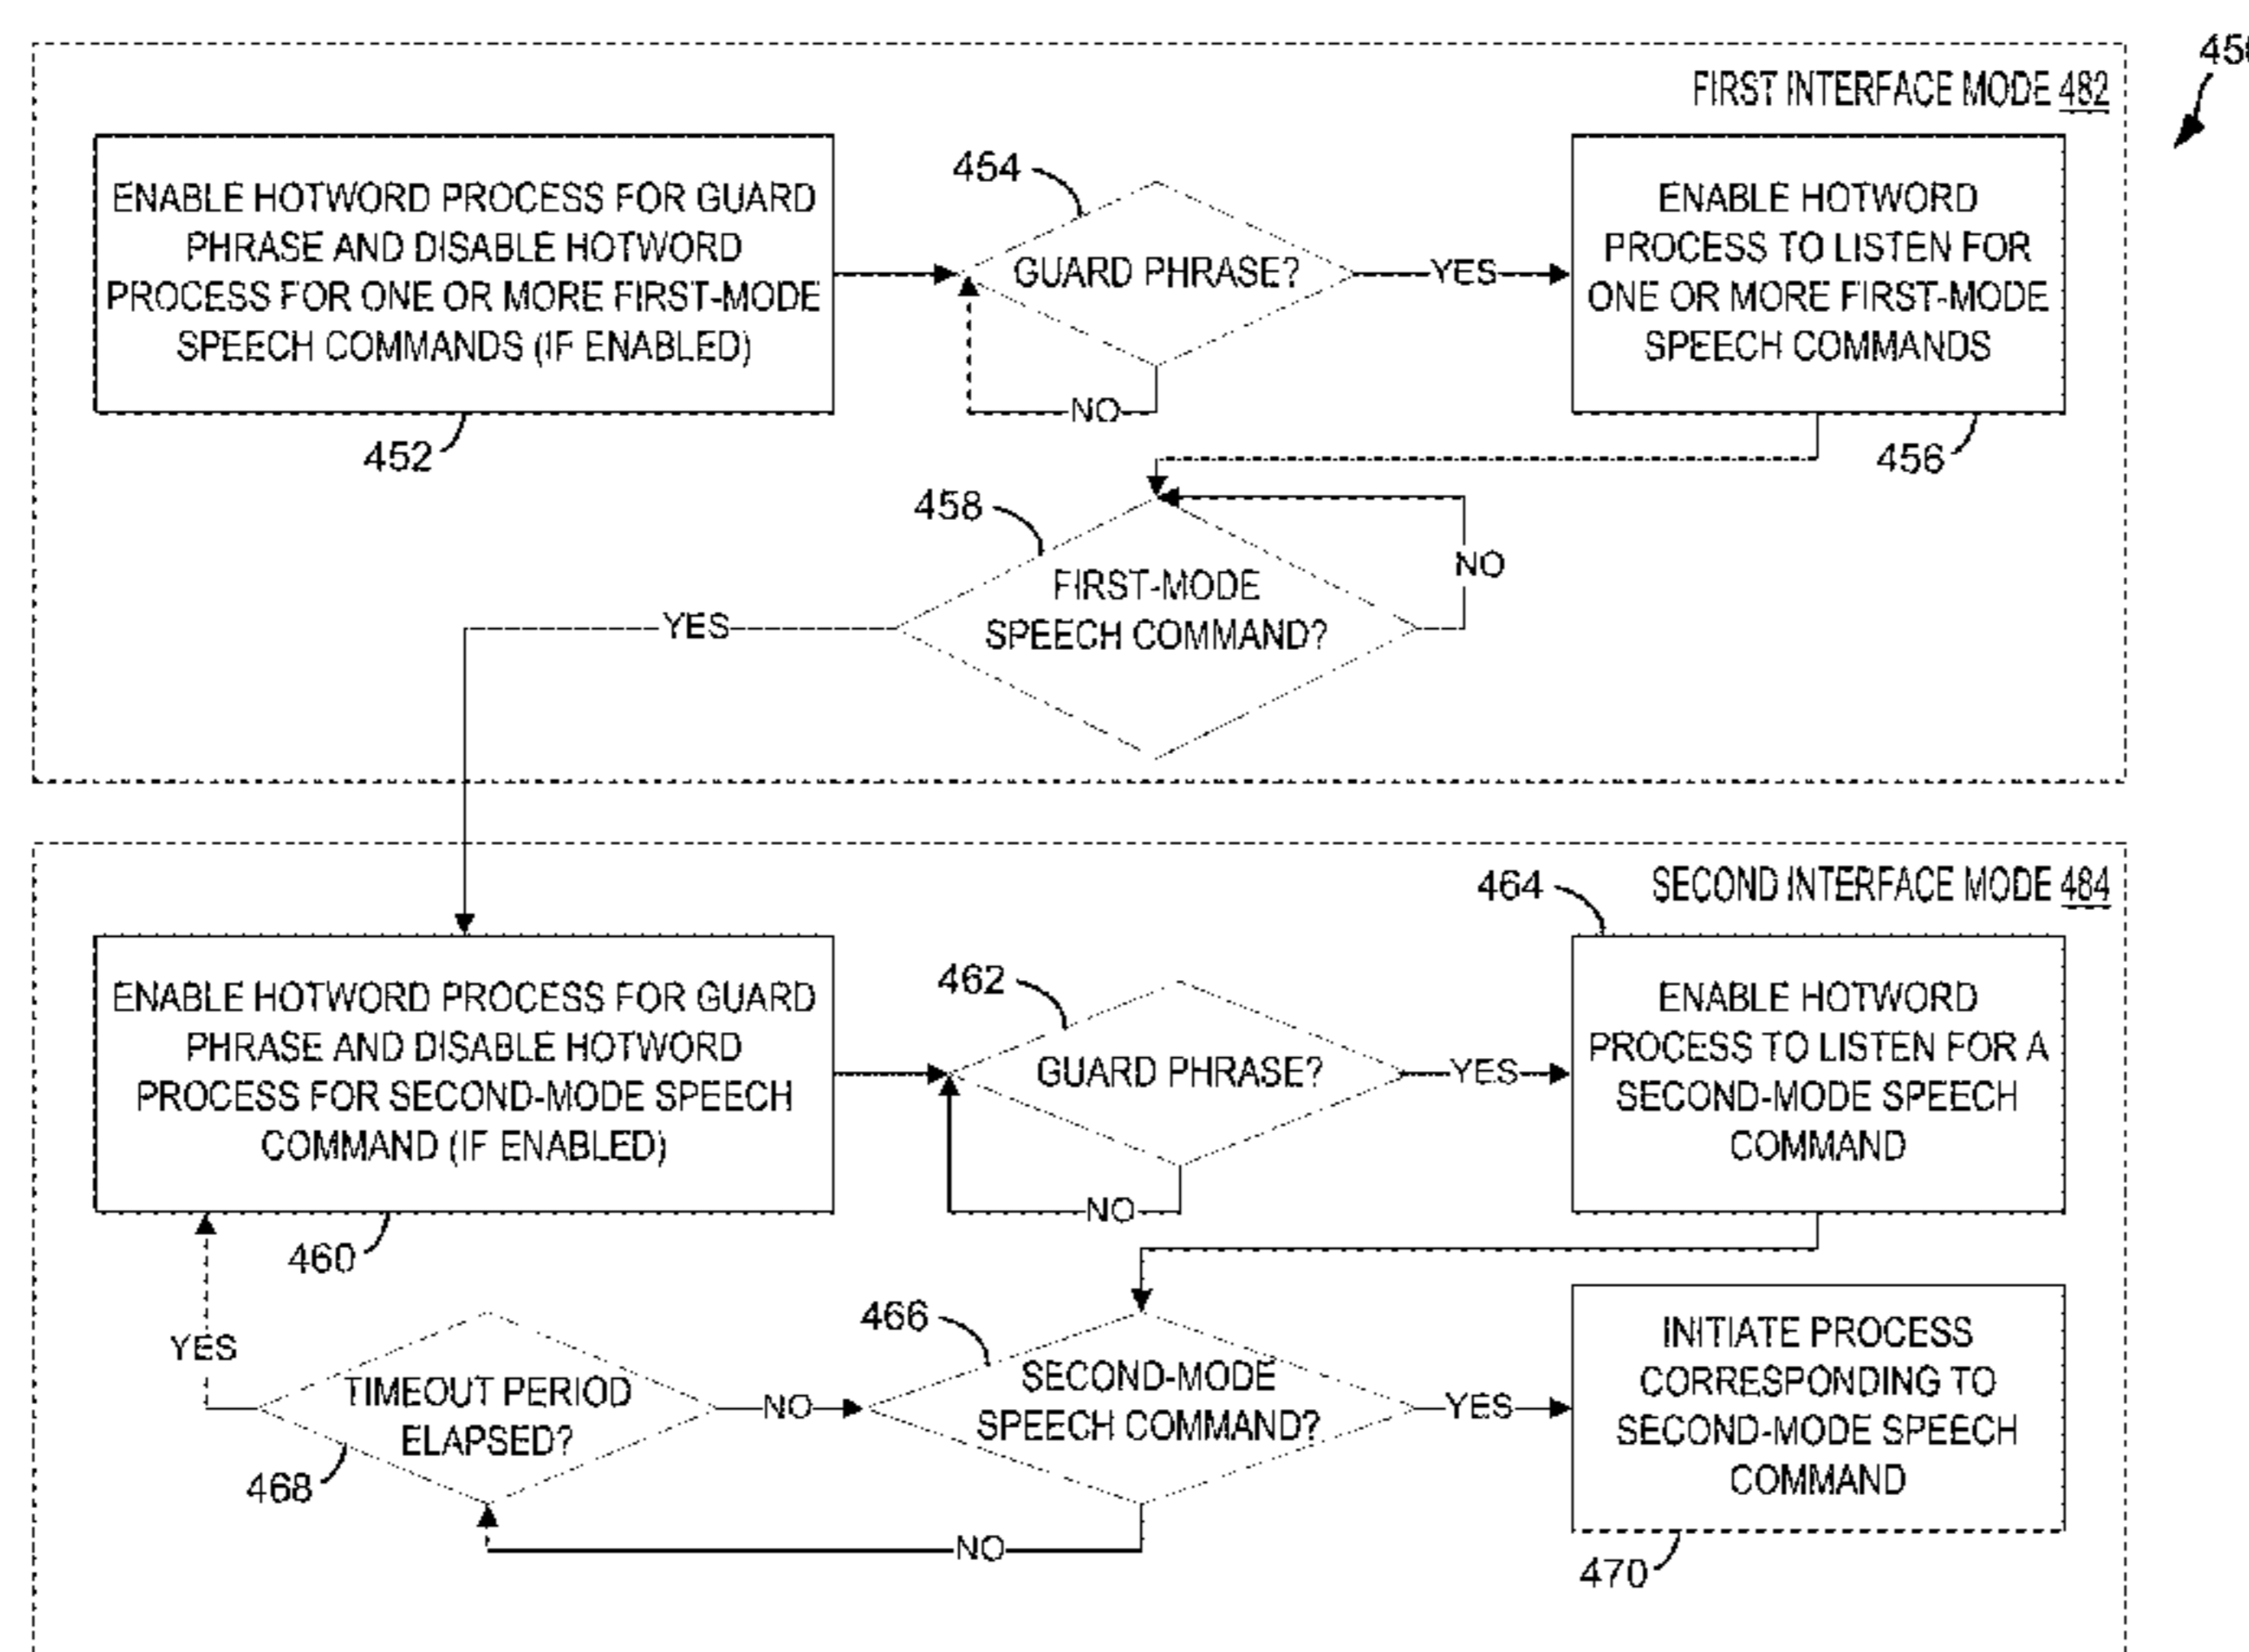 FIRST INTERFACE MODE 482
ENABLE HOTWORD PROCESS FOR GUARD
PHRASE AND DISABLE HOTWORD
PROCESS FOR ONE OR MORE FIRST-MODE
SPEECH COMMANDS (IF ENABLED)
452
454
GUARD PHRASE?
YES
NO
ENABLE HOTWORD
PROCESS TO LISTEN FOR
ONE OR MORE FIRST-MODE
SPEECH COMMANDS
456
458
FIRST-MODE
SPEECH COMMAND?
NO
YES
SECOND INTERFACE MODE 484
ENABLE HOTWORD PROCESS FOR GUARD
PHRASE AND DISABLE HOTWORD
PROCESS FOR SECOND-MODE SPEECH
COMMAND (IF ENABLED)
460
462
GUARD PHRASE?
YES
NO
464
ENABLE HOTWORD
PROCESS TO LISTEN FOR A
SECOND-MODE SPEECH
COMMAND
YES
TIMEOUT PERIOD
ELAPSED?
468
NO
466
SECOND-MODE
SPEECH COMMAND?
YES
NO
INITIATE PROCESS
CORRESPONDING TO
SECOND-MODE SPEECH
COMMAND
470